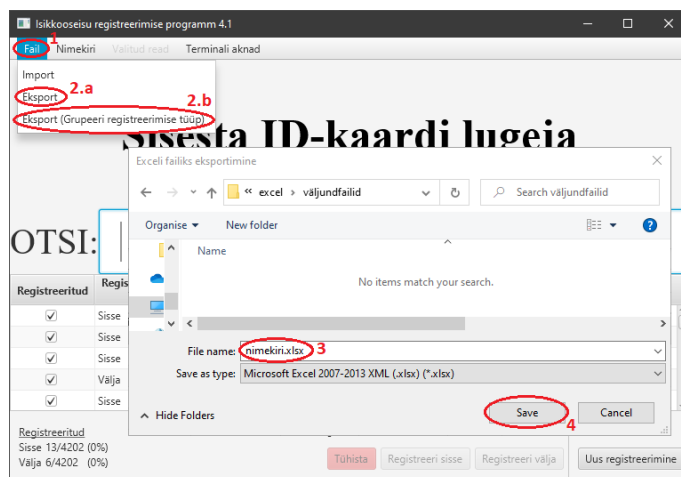 Isikkooseisu registreerimise programm 4.1
1
Fail Nimekiri Valitud read Terminali aknad
Import
Eksport 2.a
2.b
Eksport (Grupeeri registreerimise tüüp)
Sisesta ID-kaardi lugeja
Exceli failiks eksportimine
« excel › väljundfailid
Search väljundfailid
Organise New folder
OTSI:
Name
No items match your search.
Registreeritud Regis
Sisse
Sisse
Sisse
Välja
Sisse
File name: nimekiri.xlsx 3
Save as type: Microsoft Excel 2007-2013 XML (.xlsx) (*.xlsx)
Hide Folders Save Cancel
4
Registreeritud
Sisse 13/4202 (0%)
Välja 6/4202 (0%)
Tühista Registreeri sisse Registreeri välja Uus registreerimine